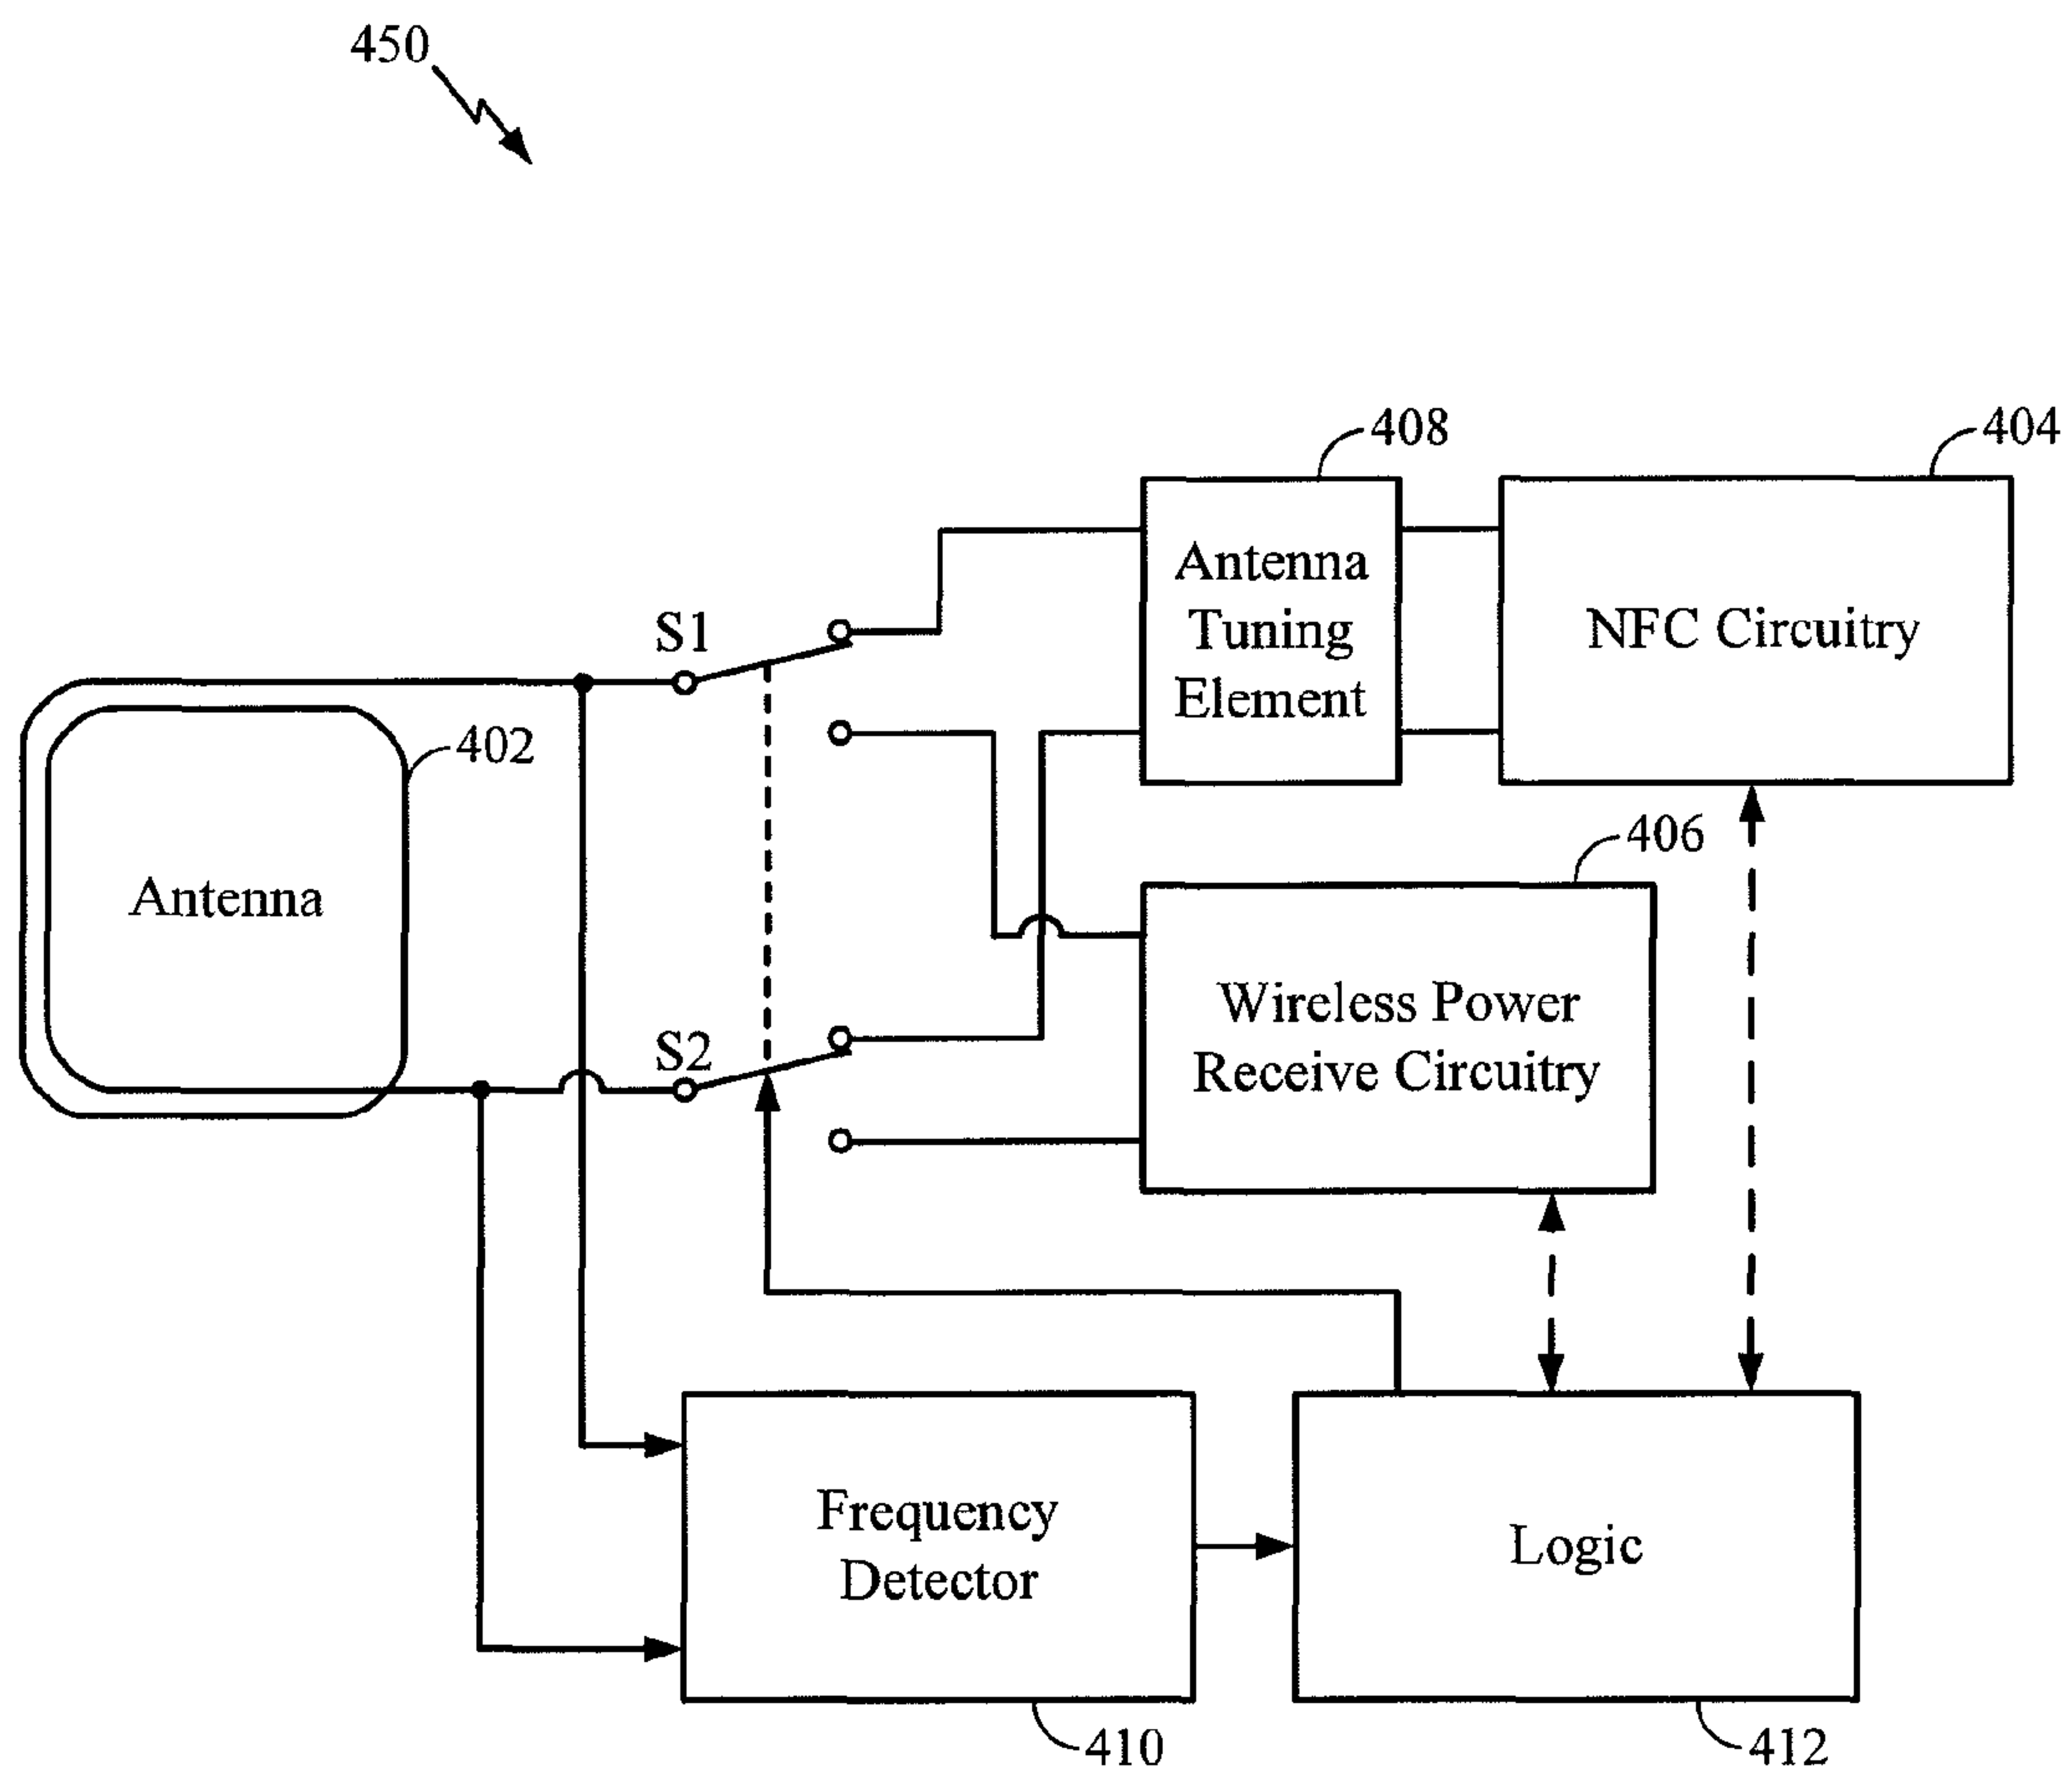 450
408
404
Antenna
Tuning
Element
NFC Circuitry
S1
402
406
Antenna
Wireless Power
Receive Circuitry
S2
Frequency
Detector
Logic
410
412